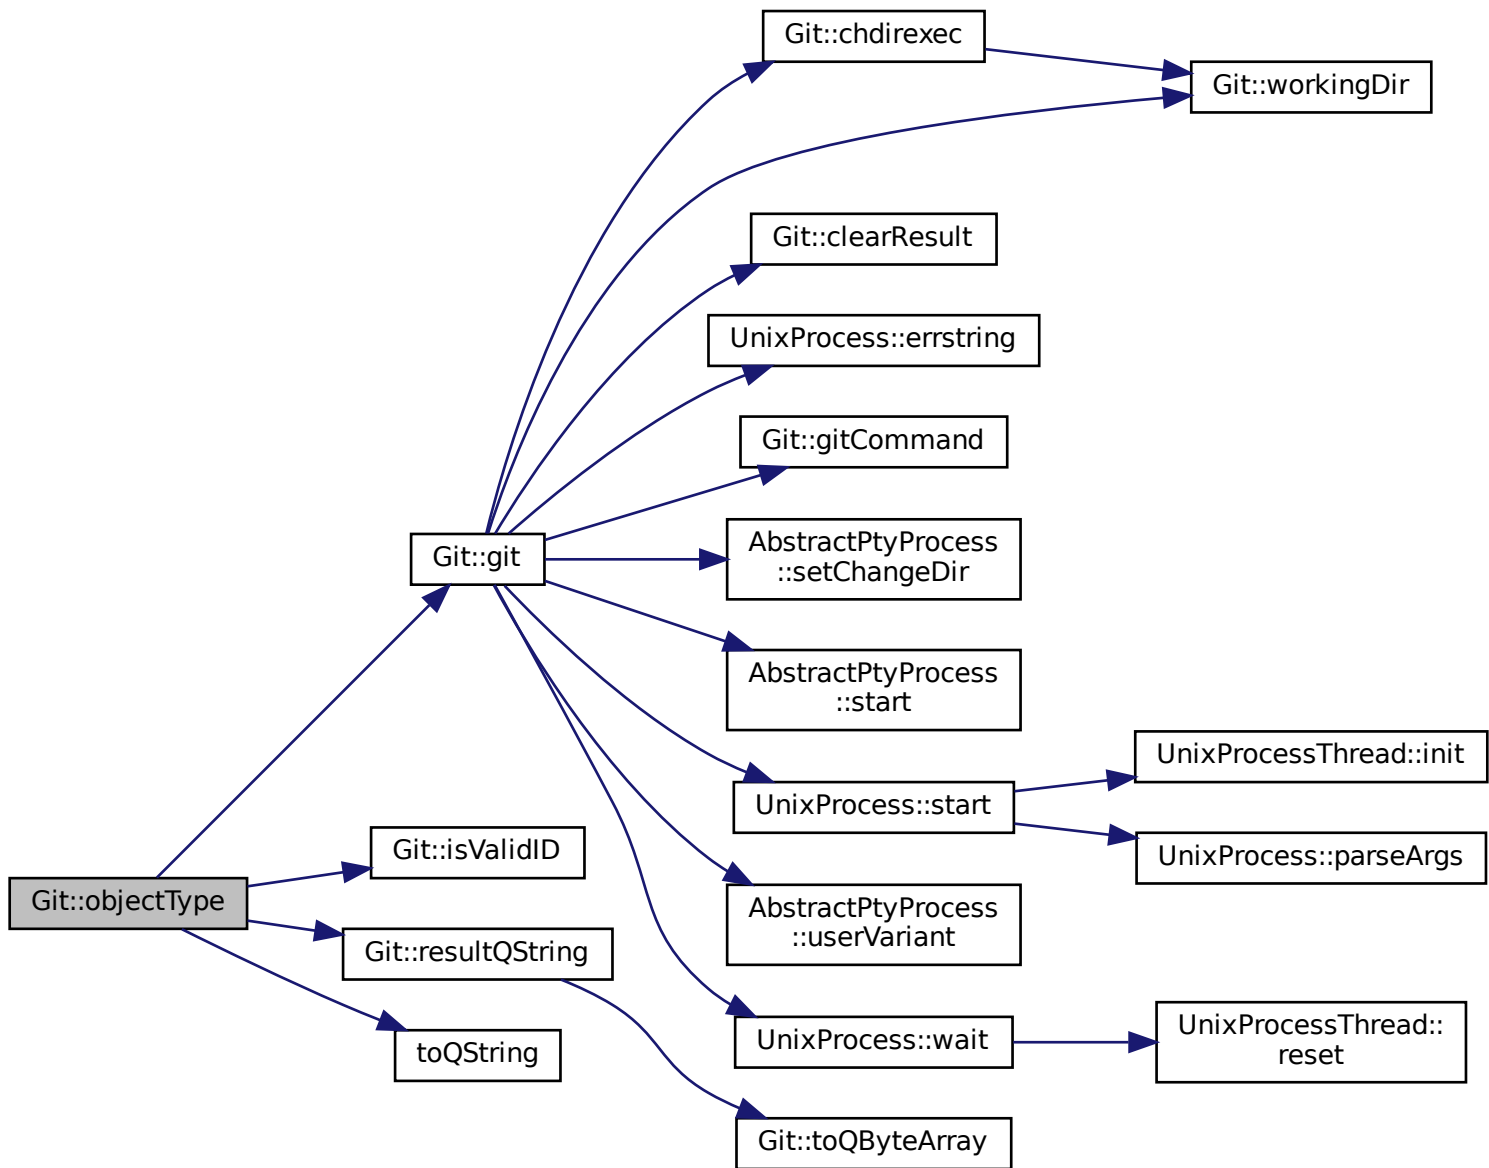 Git::chdirexec
Git::workingDir
Git::clearResult
UnixProcess::errstring
Git::gitCommand
AbstractPtyProcess
::setChangeDir
Git::git
AbstractPtyProcess
::start
UnixProcessThread::init
UnixProcess::start
UnixProcess::parseArgs
Git::isValidID
Git::objectType
AbstractPtyProcess
::userVariant
Git::resultQString
toQString
UnixProcess::wait
UnixProcessThread::
reset
Git::toQByteArray